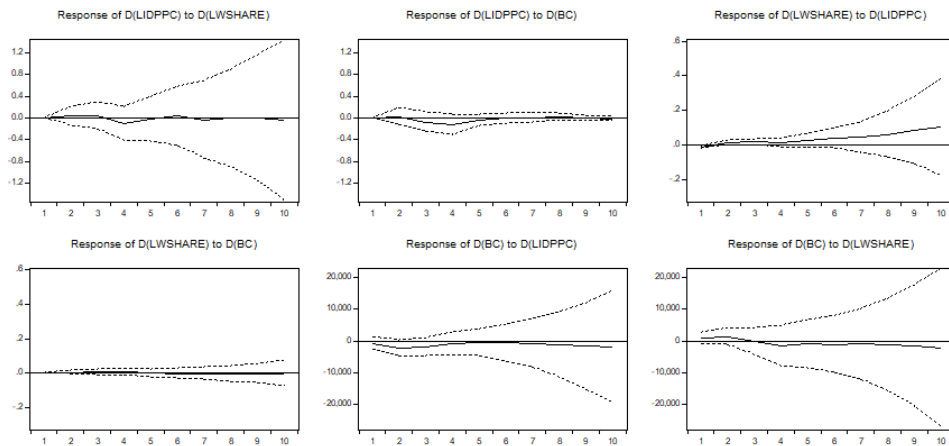 Response of D(LIDPPC) to D(LWSHARE)
1.2
0.8
0.4
0.0
-0.4
-0.8
-1.2
1 2 3 4 5 6 7 8 9 10
Response of D(LIDPPC) to D(BC)
1.2
0.8
0.4
0.0
-0.4
-0.8
-1.2
1 2 3 4 5 6 7 8 9 10
Response of D(LWSHARE) to D(LIDPPC)
.6
.4
.2
.0
-.2
1 2 3 4 5 6 7 8 9 10
Response of D(LWSHARE) to D(BC)
.6
.4
.2
.0
-.2
1 2 3 4 5 6 7 8 9 10
Response of D(BC) to D(LIDPPC)
20,000
10,000
0
-10,000
-20,000
1 2 3 4 5 6 7 8 9 10
Response of D(BC) to D(LWSHARE)
20,000
10,000
0
-10,000
-20,000
1 2 3 4 5 6 7 8 9 10